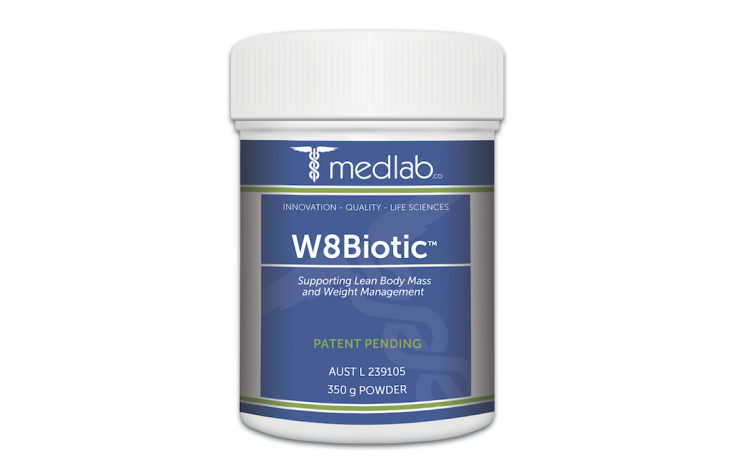 medlab.co
INNOVATION - QUALITY - LIFE SCIENCES
W8Biotic™
Supporting Lean Body Mass
and Weight Management
PATENT PENDING
AUST L 239105
350 g POWDER